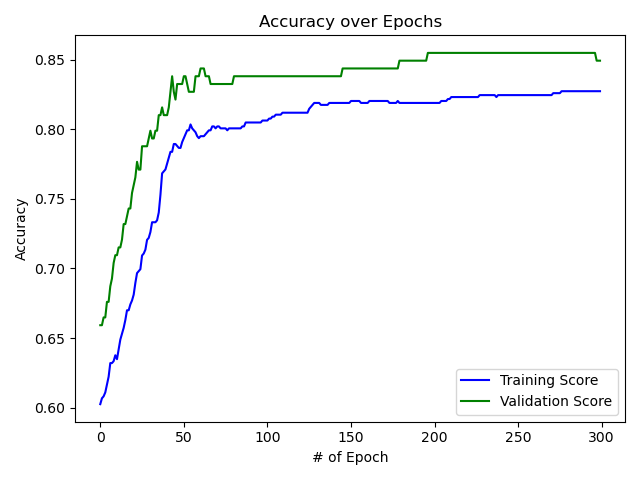 Accuracy over Epochs
Accuracy
0.85
0.80
0.75
0.70
0.65
0.60
0 50 100 150 200 250 300
# of Epoch
Training Score
Validation Score